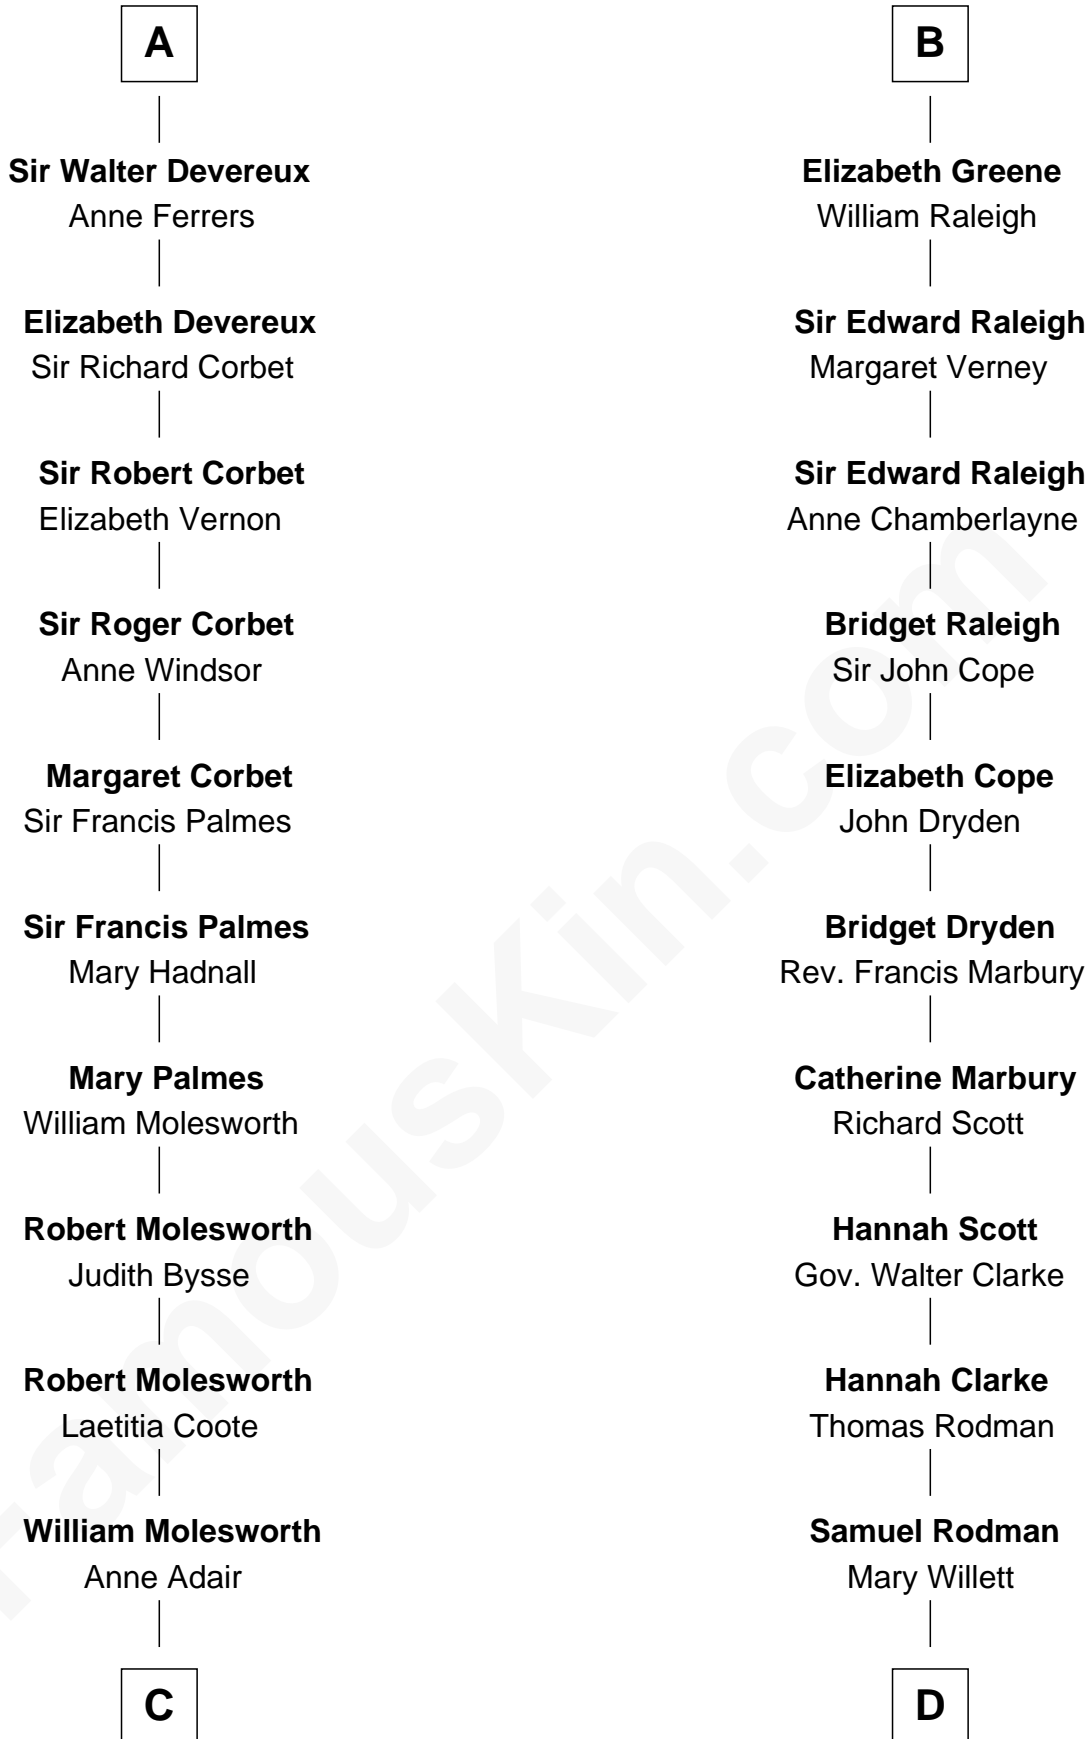 A
Sir Walter Devereux
Anne Ferrers
Elizabeth Devereux
Sir Richard Corbet
Sir Robert Corbet
Elizabeth Vernon
Sir Roger Corbet
Anne Windsor
Margaret Corbet
Sir Francis Palmes
Sir Francis Palmes
Mary Hadnall
Mary Palmes
William Molesworth
Robert Molesworth
Judith Bysse
Robert Molesworth
Laetitia Coote
William Molesworth
Anne Adair
C
B
Elizabeth Greene
William Raleigh
Sir Edward Raleigh
Margaret Verney
Sir Edward Raleigh
Anne Chamberlayne
Bridget Raleigh
Sir John Cope
Elizabeth Cope
John Dryden
Bridget Dryden
Rev. Francis Marbury
Catherine Marbury
Richard Scott
Hannah Scott
Gov. Walter Clarke
Hannah Clarke
Thomas Rodman
Samuel Rodman
Mary Willett
D
FamousKin.com